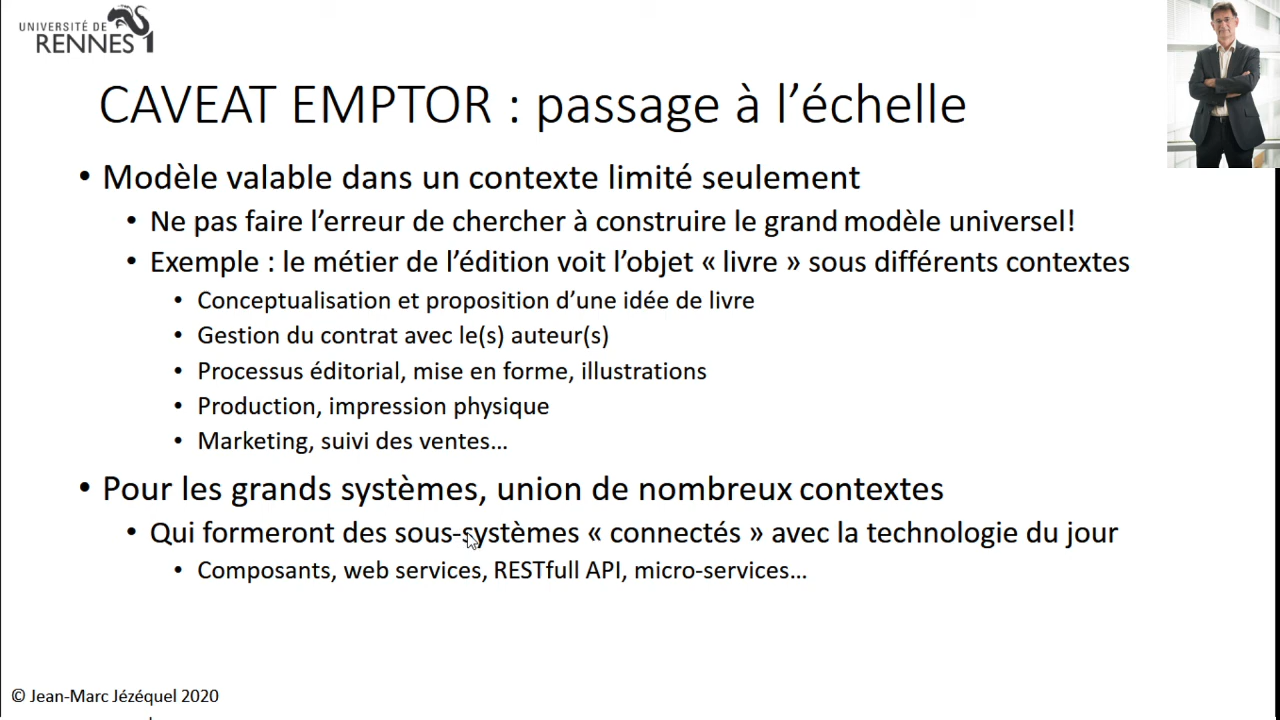 UNIVERSITÉ DE
RENNES 1
CAVEAT EMPTOR : passage à l’échelle
• Modèle valable dans un contexte limité seulement
• Ne pas faire l’erreur de chercher à construire le grand modèle universel!
• Exemple : le métier de l’édition voit l’objet « livre » sous différents contextes
• Conceptualisation et proposition d’une idée de livre
• Gestion du contrat avec le(s) auteur(s)
• Processus éditorial, mise en forme, illustrations
• Production, impression physique
• Marketing, suivi des ventes…
• Pour les grands systèmes, union de nombreux contextes
• Qui formeront des sous-systèmes « connectés » avec la technologie du jour
• Composants, web services, RESTfull API, micro-services…
© Jean-Marc Jézéquel 2020